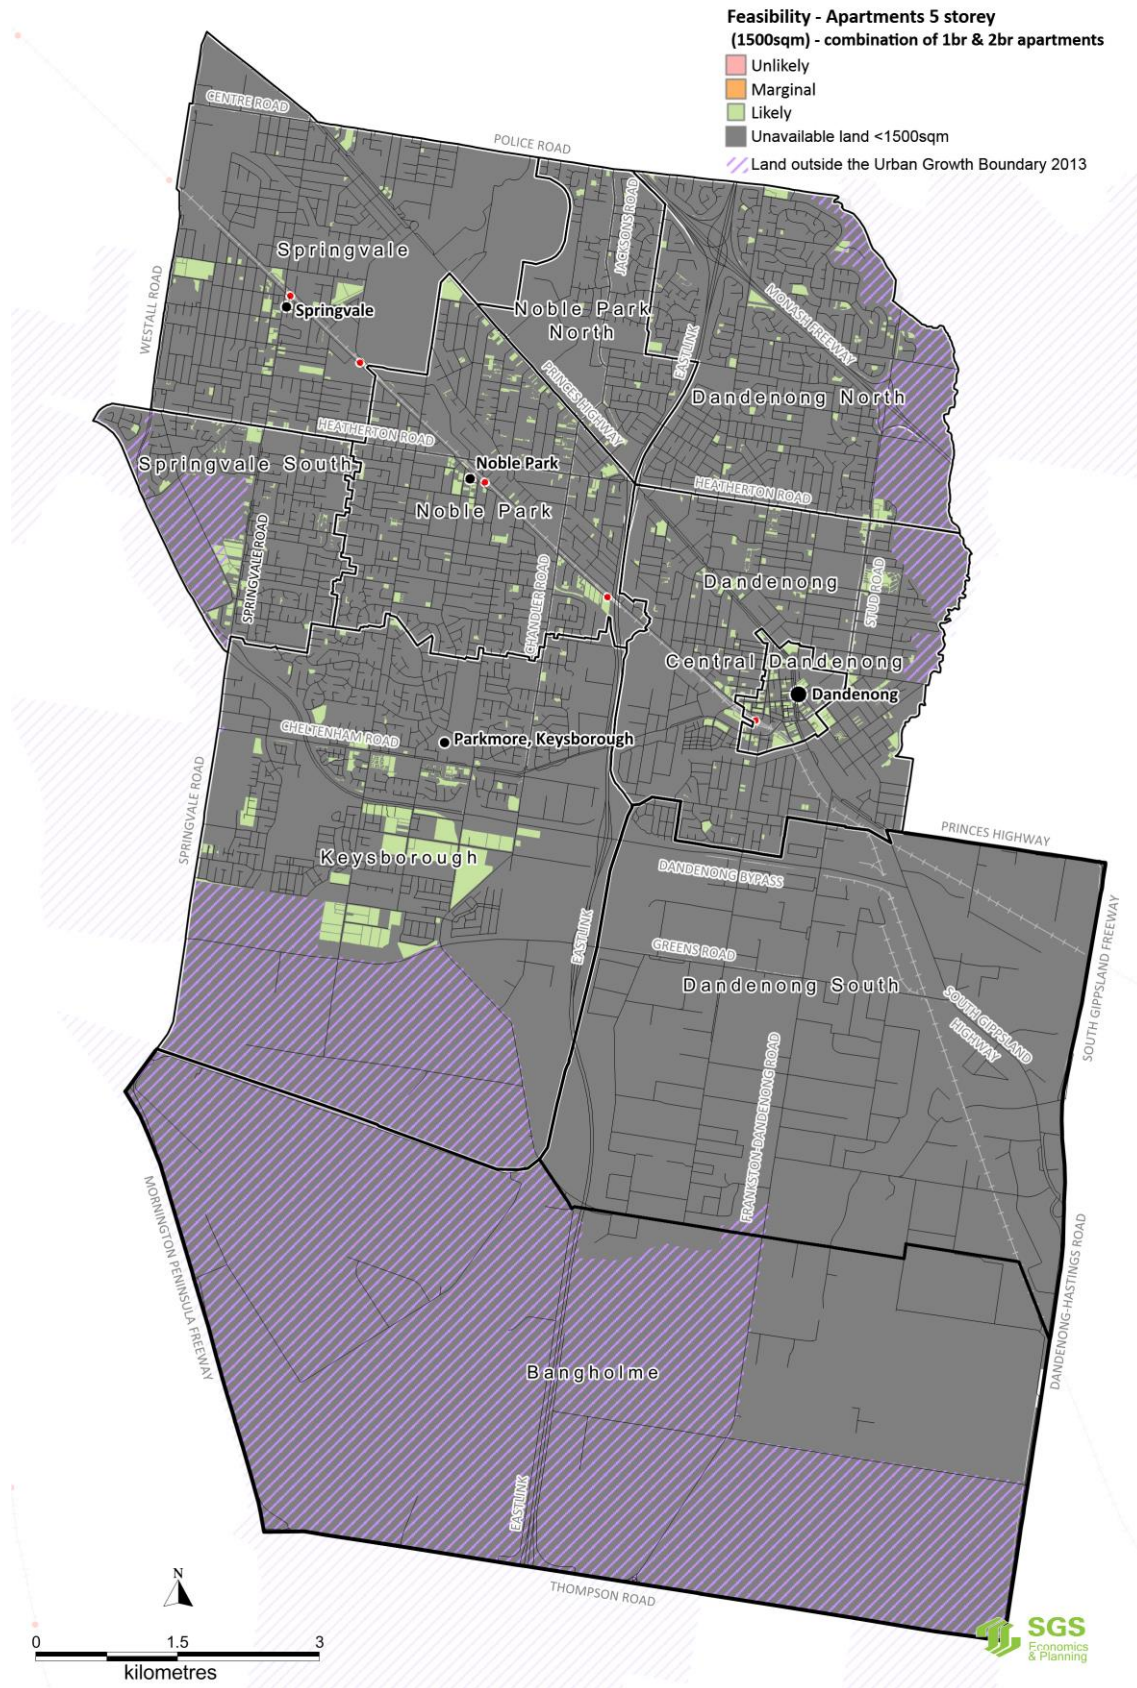 Feasibility - Apartments 5 storey
(1500sqm) - combination of 1br & 2br apartments
Unlikely
Marginal
Likely
Unavailable land <1500sqm
Land outside the Urban Growth Boundary 2013
CENTRE ROAD
POLICE ROAD
JACKSONS ROAD
Springvale
WESTALL ROAD
Springvale
Noble Park
North
MONASH FREEWAY
EASTLINK
PRINCES HIGHWAY
Dandenong North
HEATHERTON ROAD
Springvale South
Noble Park
HEATHERTON ROAD
Noble Park
SPRINGVALE ROAD
CHANDLER ROAD
Dandenong
STUD ROAD
Central Dandenong
Dandenong
CHELTENHAM ROAD
Parkmore, Keysborough
SPRINGVALE ROAD
PRINCES HIGHWAY
Keysborough
DANDENONG BYPASS
EASTLINK
GREENS ROAD
Dandenong South
SOUTH GIPPSLAND FREEWAY
SOUTH GIPPSLAND
HIGHWAY
FRANKSTON-DANDENONG ROAD
MORNINGTON PENINSULA FREEWAY
DANDENONG-HASTINGS ROAD
Bangholme
EASTLINK
THOMPSON ROAD
N
0 1.5 3
kilometres
SGS
Economics
& Planning